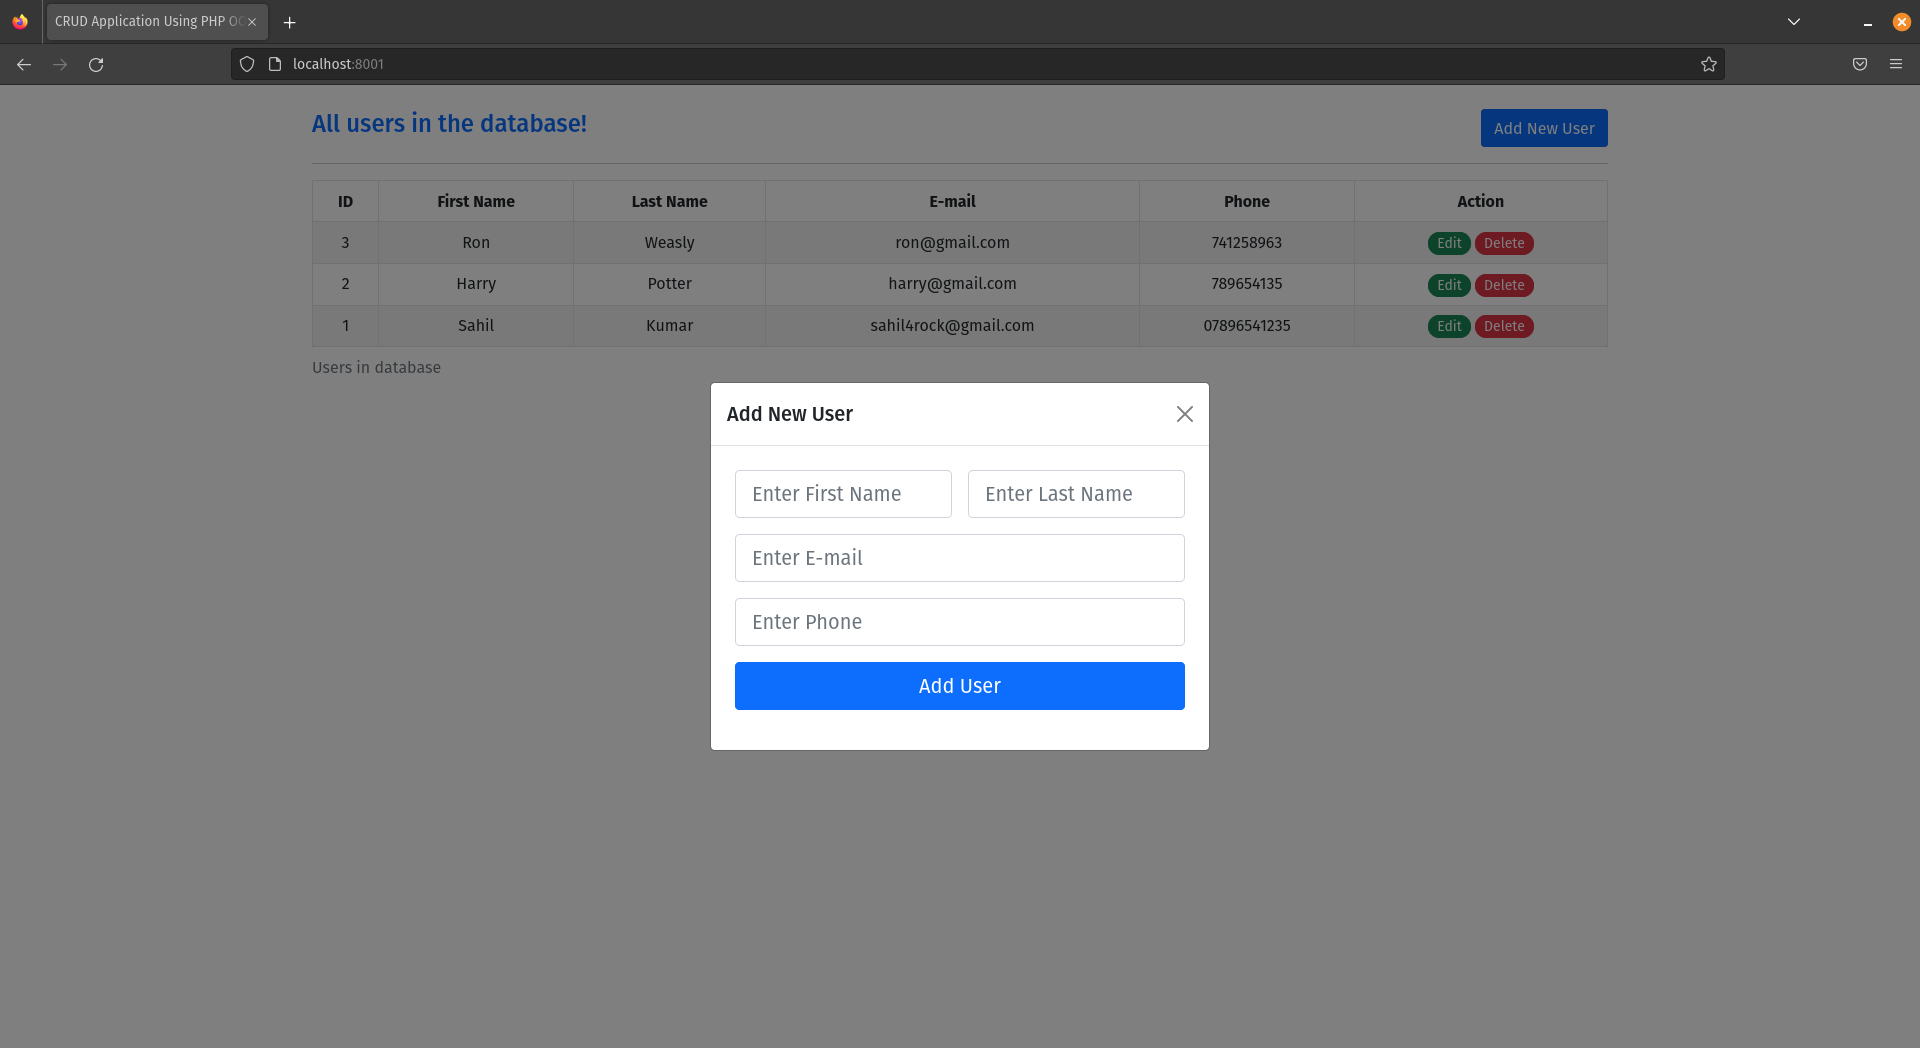 CRUD Application Using PHP OO
localhost:8001
All users in the database!
Add New User
ID First Name Last Name E-mail Phone Action
3 Ron Weasly ron@gmail.com 741258963 Edit Delete
2 Harry Potter harry@gmail.com 789654135 Edit Delete
1 Sahil Kumar sahil4rock@gmail.com 07896541235 Edit Delete
Users in database
Add New User
Enter First Name Enter Last Name
Enter E-mail
Enter Phone
Add User